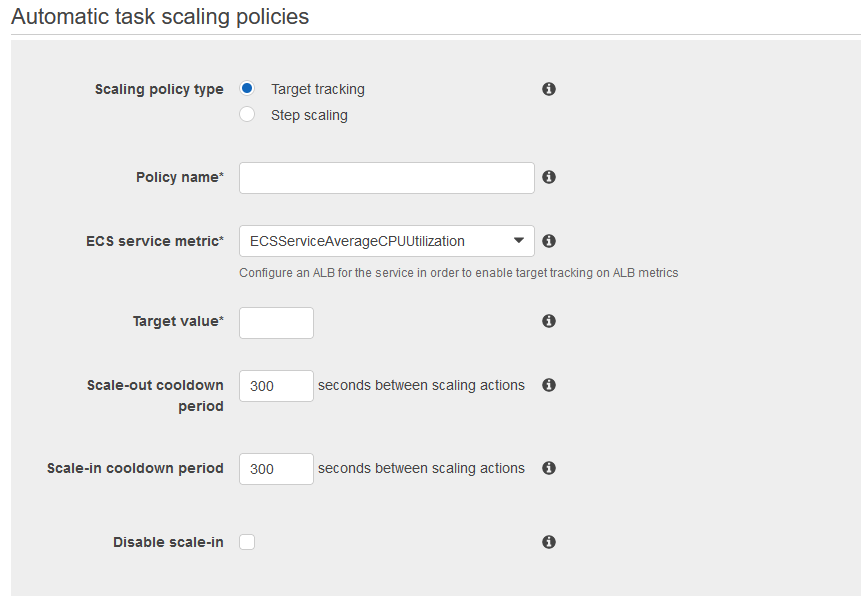 Automatic task scaling policies
Scaling policy type
Target tracking
Step scaling
Policy name*
ECS service metric*
ECSServiceAverageCPUUtilization
Configure an ALB for the service in order to enable target tracking on ALB metrics
Target value*
Scale-out cooldown
period
300 seconds between scaling actions
Scale-in cooldown period
300 seconds between scaling actions
Disable scale-in